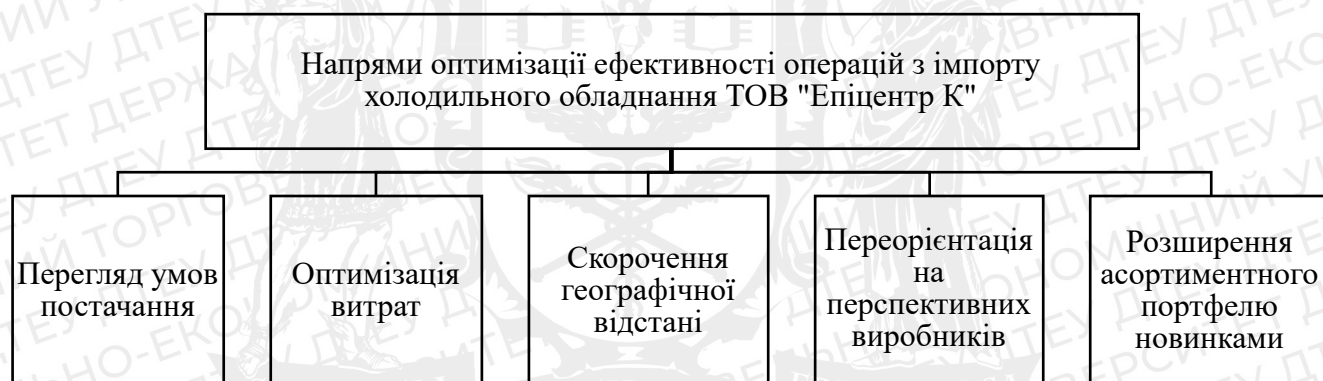 Напрями оптимізації ефективності операцій з імпорту
холодильного обладнання ТОВ "Епіцентр К"
Перегляд умов
постачання
Оптимізація
витрат
Скорочення
географічної
відстані
Переорієнтація
на
перспективних
виробників
Розширення
асортиментного
портфелю
новинками